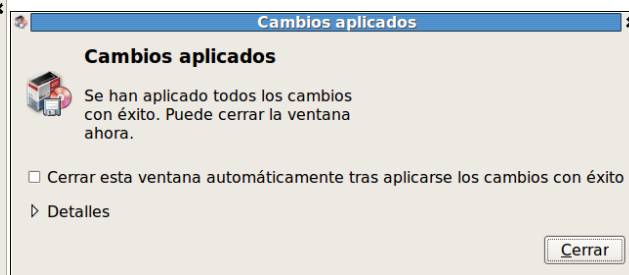 Cambios aplicados
Cambios aplicados
Se han aplicado todos los cambios
con éxito. Puede cerrar la ventana
ahora.
Cerrar esta ventana automáticamente tras aplicarse los cambios con éxito
Detalles
Cerrar